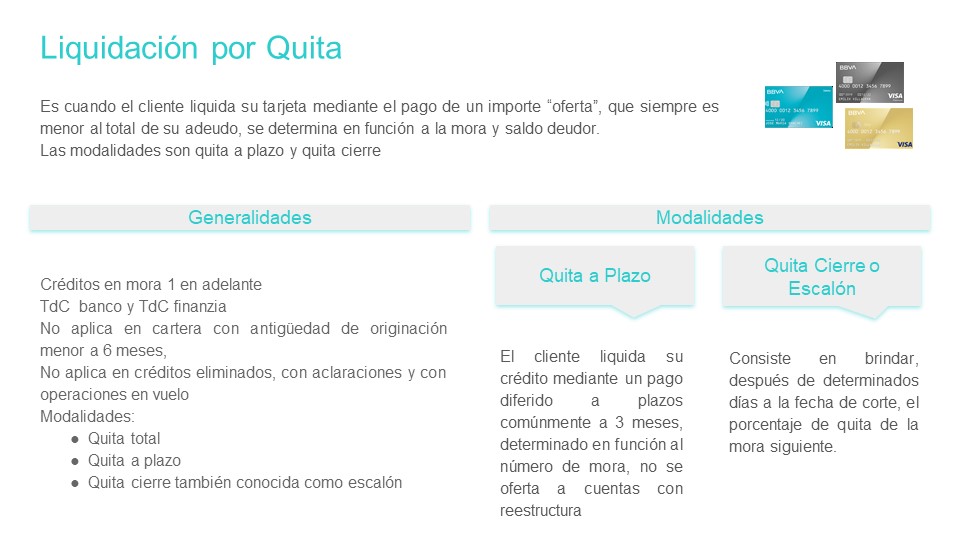 Liquidación por Quita
Es cuando el cliente liquida su tarjeta mediante el pago de un importe “oferta”, que siempre es
menor al total de su adeudo, se determina en función a la mora y saldo deudor.
Las modalidades son quita a plazo y quita cierre
BBVA
4000 0012 3456 7899
VISA
BBVA
4000 0012 3456 7899
VISA
BBVA
4000 0012 3456 7899
VISA
Generalidades
Créditos en mora 1 en adelante
TdC banco y TdC finanzia
No aplica en cartera con antigüedad de originación
menor a 6 meses,
No aplica en créditos eliminados, con aclaraciones y con
operaciones en vuelo
Modalidades:
● Quita total
● Quita a plazo
● Quita cierre también conocida como escalón
Modalidades
Quita a Plazo
El cliente liquida su
crédito mediante un pago
diferido a plazos
comúnmente a 3 meses,
determinado en función al
número de mora, no se
oferta a cuentas con
reestructura
Quita Cierre o
Escalón
Consiste en brindar,
después de determinados
días a la fecha de corte, el
porcentaje de quita de la
mora siguiente.